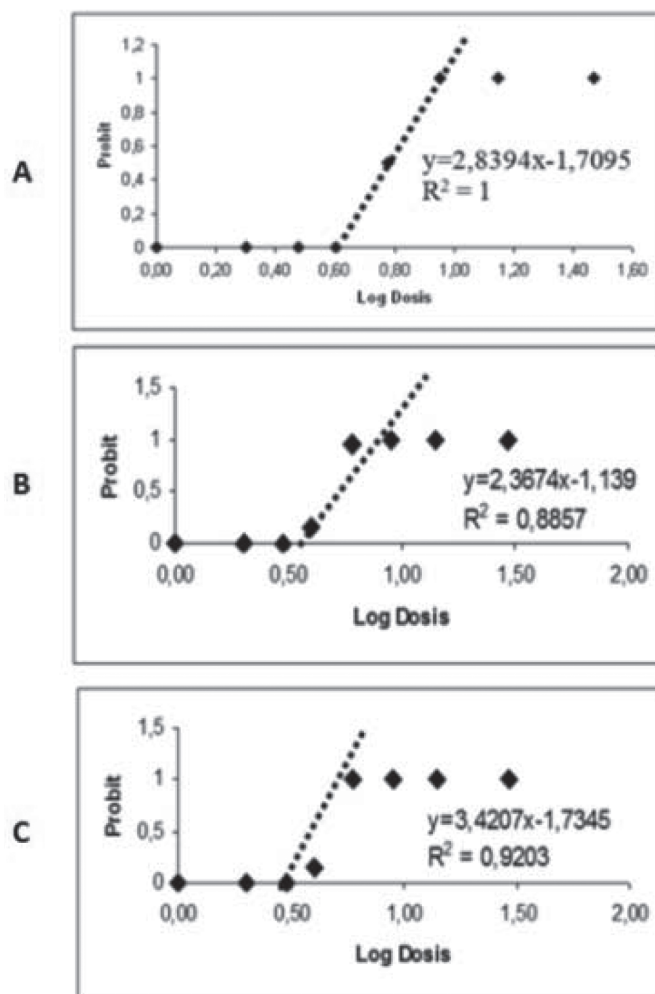 A
Probit
1,2
1
0,8
0,6
0,4
0,2
0
y=2,8394x-1,7095
R² = 1
0,00 0,20 0,40 0,60 0,80 1,00 1,20 1,40 1,60
Log Dosis
B
Probit
1,5
1
0,5
0
y=2,3674x-1,139
R² = 0,8857
0,00 0,50 1,00 1,50 2,00
Log Dosis
C
Probit
1,5
1
0,5
0
y=3,4207x-1,7345
R² = 0,9203
0,00 0,50 1,00 1,50 2,00
Log Dosis